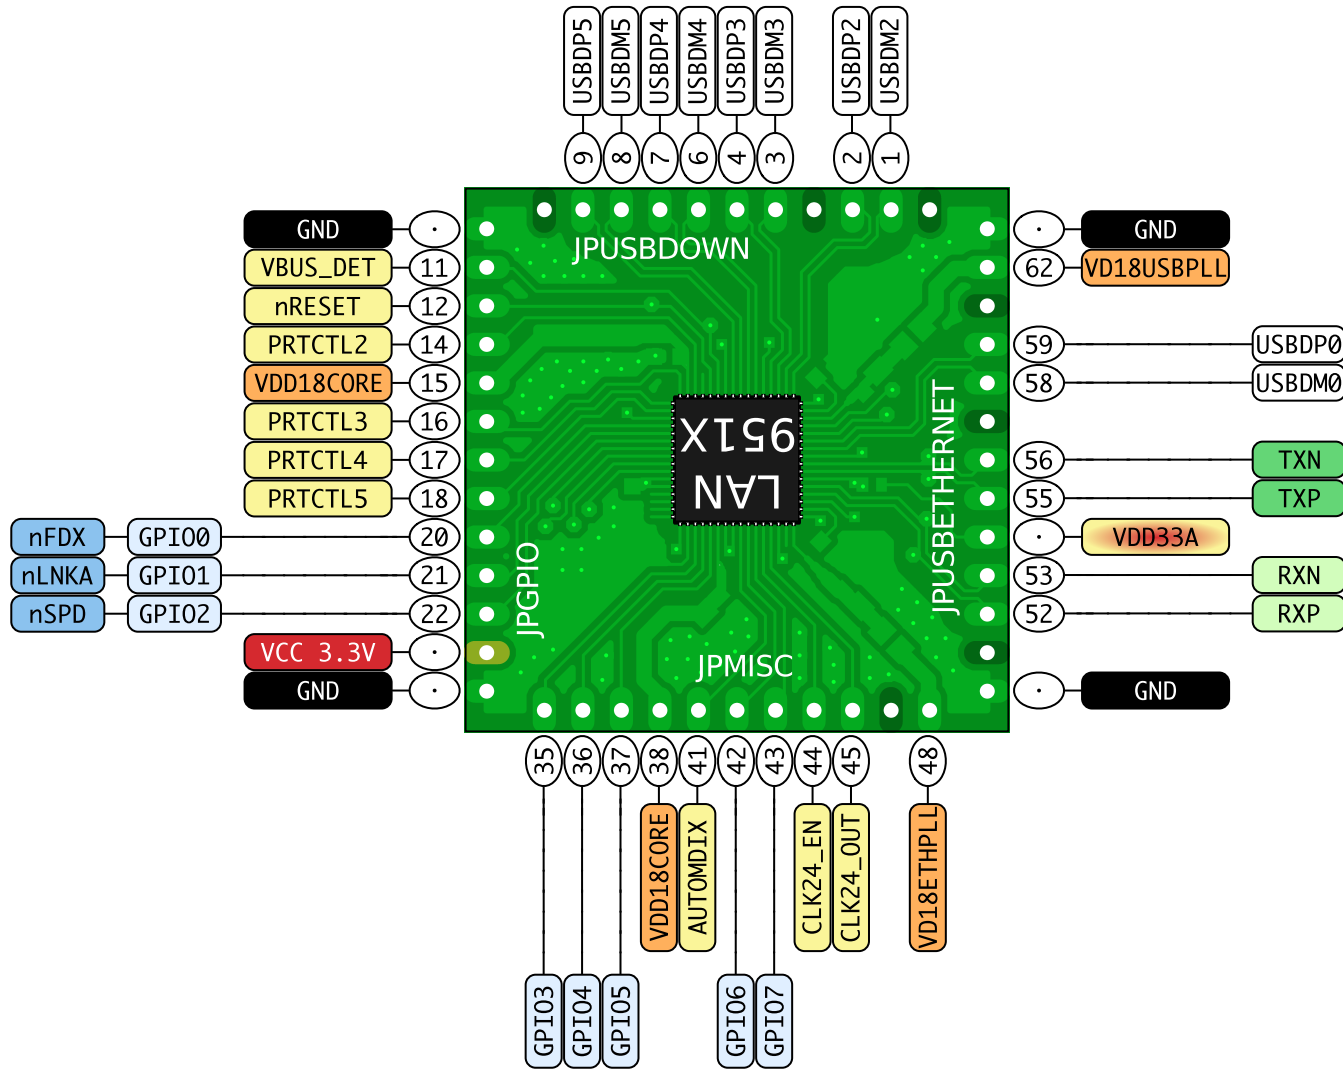 USBDP5
USBDM5
USBDP4
USBDM4
USBDP3
USBDM3
USBDP2
USBDM2
9
8
7
6
4
3
2
1
GND
VBUS_DET 11
nRESET 12
PRTCTL2 14
VDD18CORE 15
PRTCTL3 16
PRTCTL4 17
PRTCTL5 18
nFDX GPIO0 20
nLNKA GPIO1 21
nSPD GPIO2 22
VCC 3.3V
GND
JPUSBDOWN
JPGPIO
LAN
951X
JPUSBETHERNET
JPMISC
GND
62 VD18USBPLL
59 USBDP0
58 USBDM0
56 TXN
55 TXP
VDD33A
53 RXN
52 RXP
GND
35
36
37
38
41
42
43
44
45
48
VDD18CORE
AUTOMDIX
CLK24_EN
CLK24_OUT
VD18ETHPLL
GPIO3
GPIO4
GPIO5
GPIO6
GPIO7